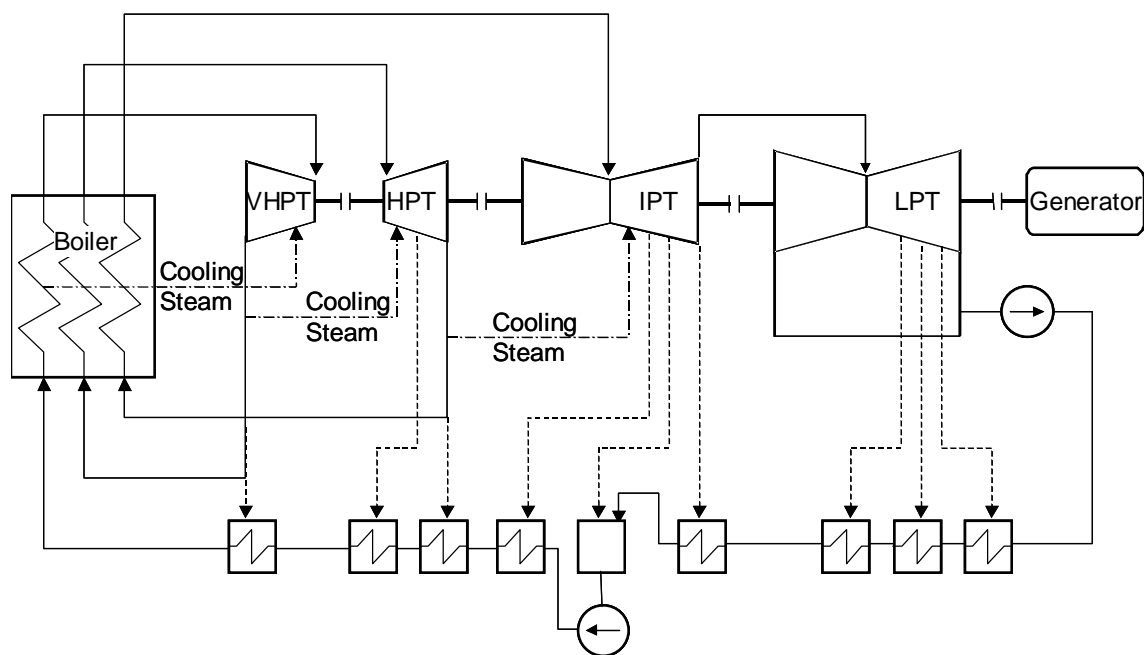 VHPT
HPT
IPT
LPT
Generator
Boiler
Cooling
Steam
Cooling
Steam
Cooling
Steam